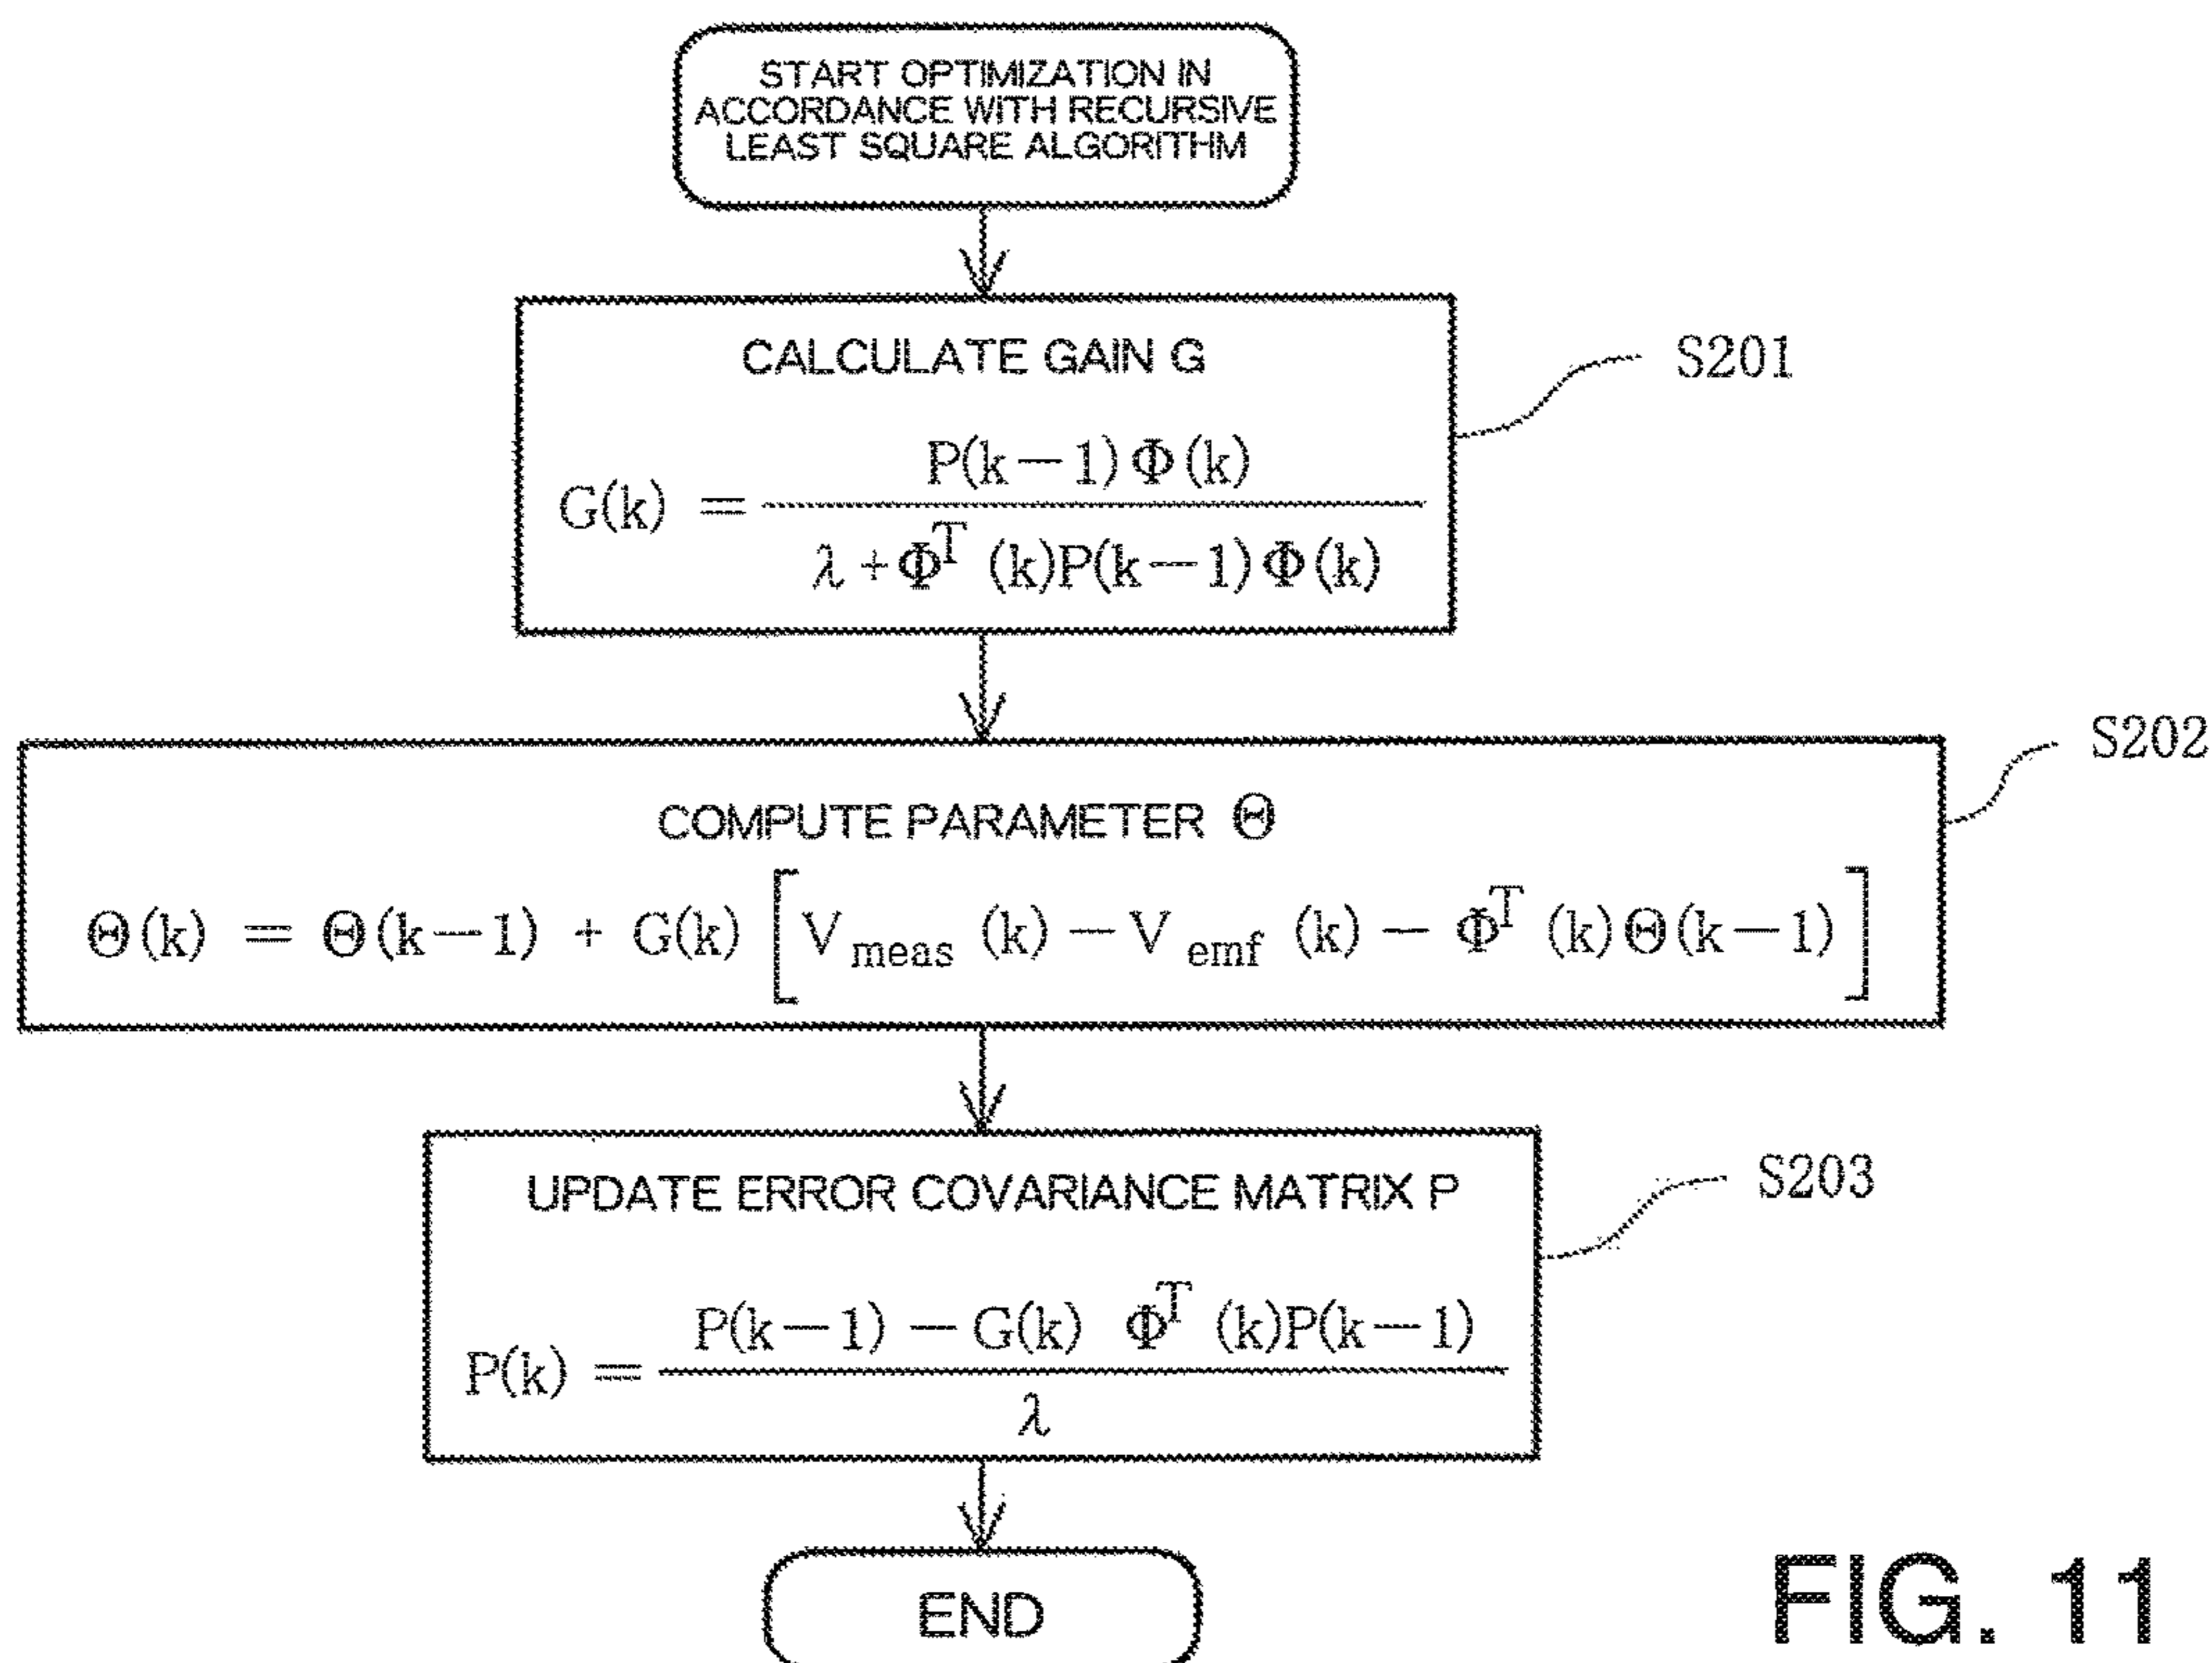 START OPTIMIZATION IN
ACCORDANCE WITH RECURSIVE
LEAST SQUARE ALGORITHM
CALCULATE GAIN G
S201
G(k) = P(k−1)Φ(k) / λ+Φ^T (k)P(k−1)Φ(k)
S202
COMPUTE PARAMETER Θ
Θ(k) = Θ(k−1) + G(k) [V_meas (k)−V_emf (k)− Φ^T (k)Θ(k−1)]
UPDATE ERROR COVARIANCE MATRIX P
S203
P(k) = P(k−1)−G(k) Φ^T (k)P(k−1) / λ
END
FIG. 11